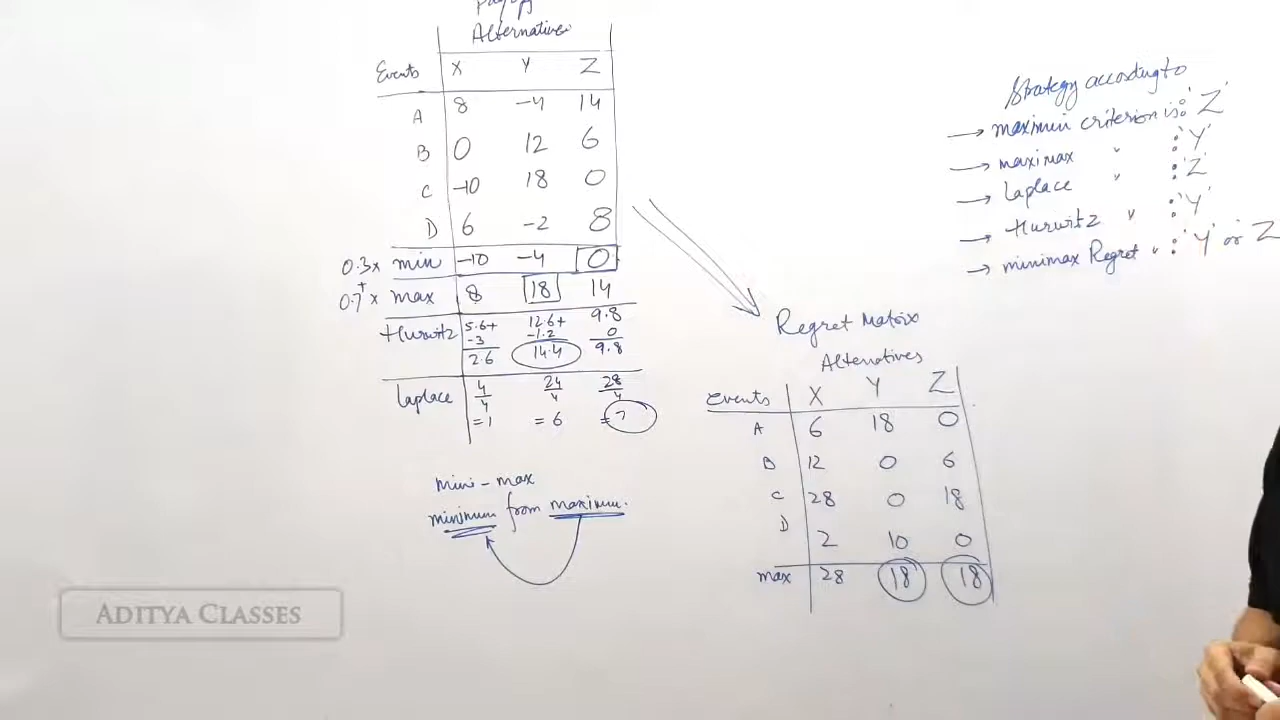 Payoff
Alternatives
Events X Y Z
A 8 -4 14
B 0 12 6
C -10 18 0
D 6 -2 8
0.3x min -10 -4 0
+
0.7x max 8 18 14
Hurwitz 5.6+ 12.6+ 9.8
-3 -1.2 0
2.6 14.4 9.8
Laplace 4/4 24/4 28/4
=1 =6 =7
mini-max
minimum from maximum.
Strategy according to
→ maximin criterion is: 'Z'
→ maximax " : 'Y'
→ Laplace " : 'Z'
→ Hurwitz " : 'Y'
→ minimax Regret " : 'Y' or Z
Regret Matrix
Alternatives
Events X Y Z
A 6 18 0
B 12 0 6
C 28 0 18
D 2 10 0
max 28 18 18
ADITYA CLASSES